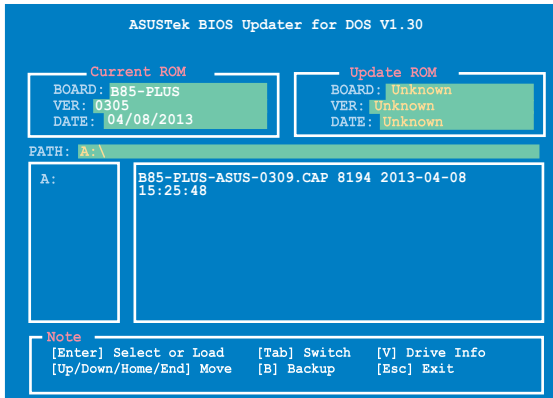 ASUSTek BIOS Updater for DOS V1.30
Current ROM
BOARD: B85-PLUS
VER: 0305
DATE: 04/08/2013
Update ROM
BOARD: Unknown
VER: Unknown
DATE: Unknown
PATH: A:\
A:
B85-PLUS-ASUS-0309.CAP 8194 2013-04-08
15:25:48
Note
[Enter] Select or Load [Tab] Switch [V] Drive Info
[Up/Down/Home/End] Move [B] Backup [Esc] Exit